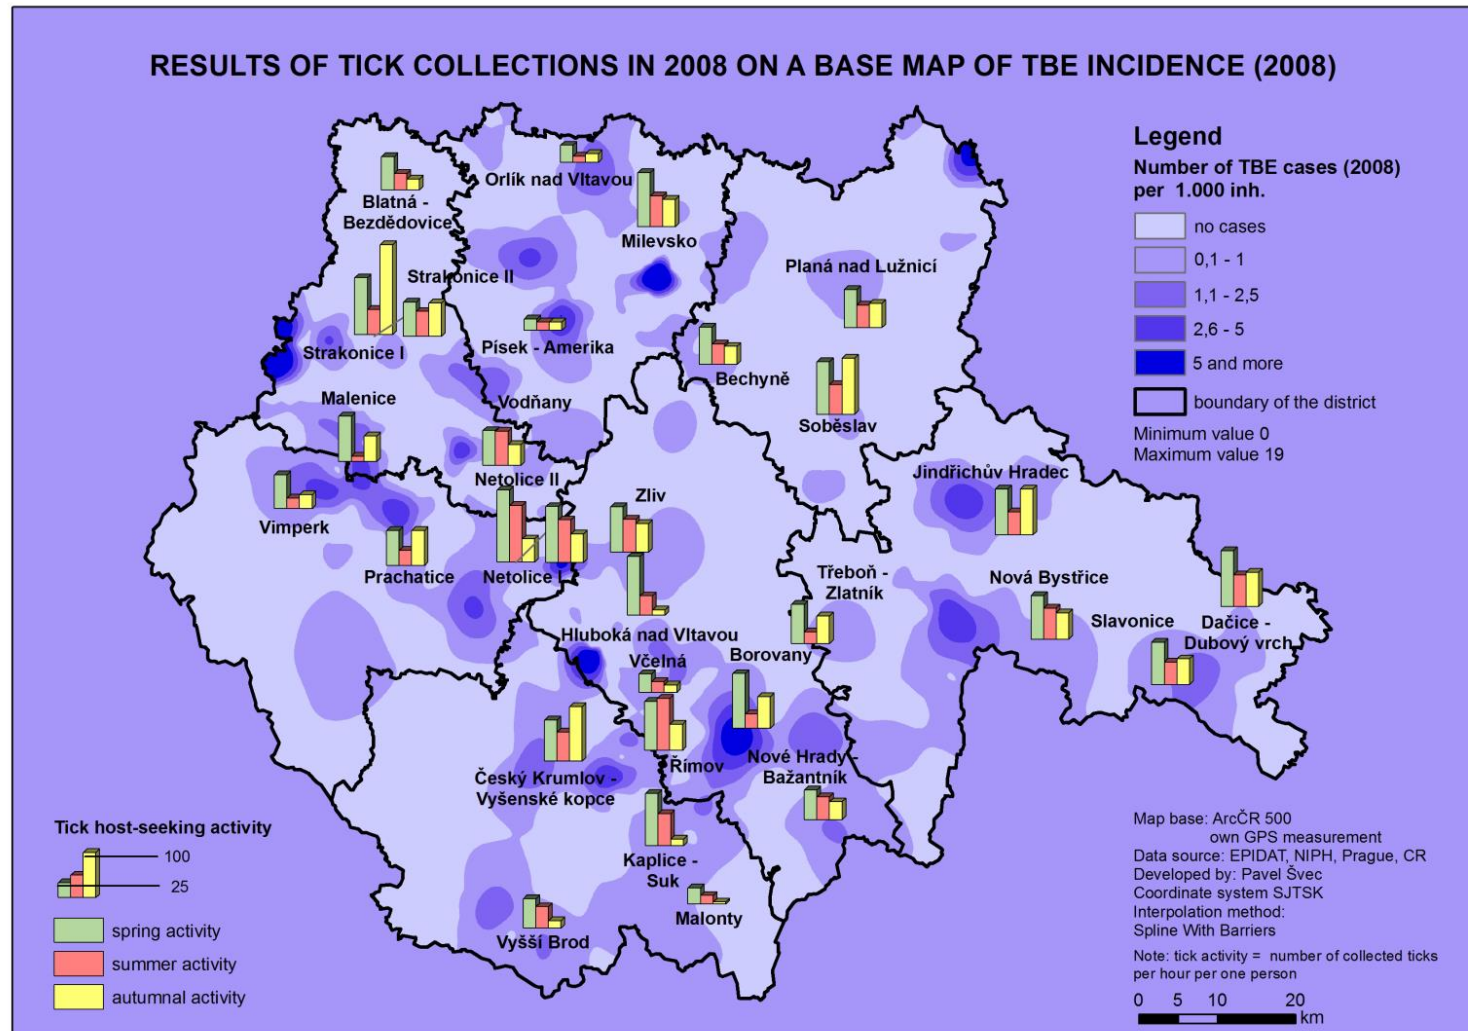 RESULTS OF TICK COLLECTIONS IN 2008 ON A BASE MAP OF TBE INCIDENCE (2008)
Legend
Number of TBE cases (2008)
per 1.000 inh.
no cases
0,1 - 1
1,1 - 2,5
2,6 - 5
5 and more
boundary of the district
Minimum value 0
Maximum value 19
Orlík nad Vltavou
Blatná -
Bezdědovice
Milevsko
Planá nad Lužnicí
Strakonice II
Strakonice I
Písek - Amerika
Bechyně
Malenice
Vodňany
Soběslav
Jindřichův Hradec
Netolice II
Zliv
Vimperk
Prachatice
Netolice I
Třeboň -
Zlatník
Nová Bystřice
Slavonice
Dačice -
Dubový vrch
Hluboká nad Vltavou
Včelná
Borovany
Římov
Nové Hrady -
Bažantník
Český Krumlov -
Vyšenské kopce
Kaplice -
Suk
Malonty
Vyšší Brod
Tick host-seeking activity
100
25
spring activity
summer activity
autumnal activity
Map base: ArcČR 500
own GPS measurement
Data source: EPIDAT, NIPH, Prague, CR
Developed by: Pavel Švec
Coordinate system SJTSK
Interpolation method:
Spline With Barriers
Note: tick activity = number of collected ticks
per hour per one person
0 5 10 20
km